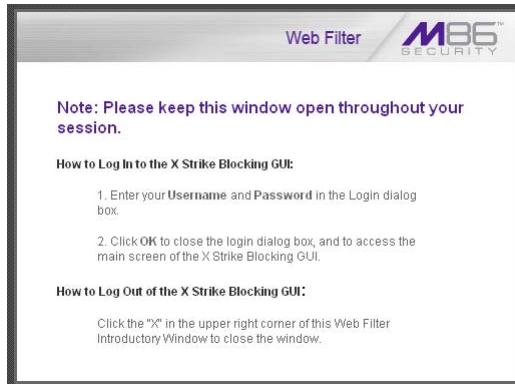 Web Filter
M86™
SECURITY
Note: Please keep this window open throughout your
session.
How to Log In to the X Strike Blocking GUI:
1. Enter your Username and Password in the Login dialog
box.
2. Click OK to close the login dialog box, and to access the
main screen of the X Strike Blocking GUI.
How to Log Out of the X Strike Blocking GUI:
Click the "X" in the upper right corner of this Web Filter
Introductory Window to close the window.